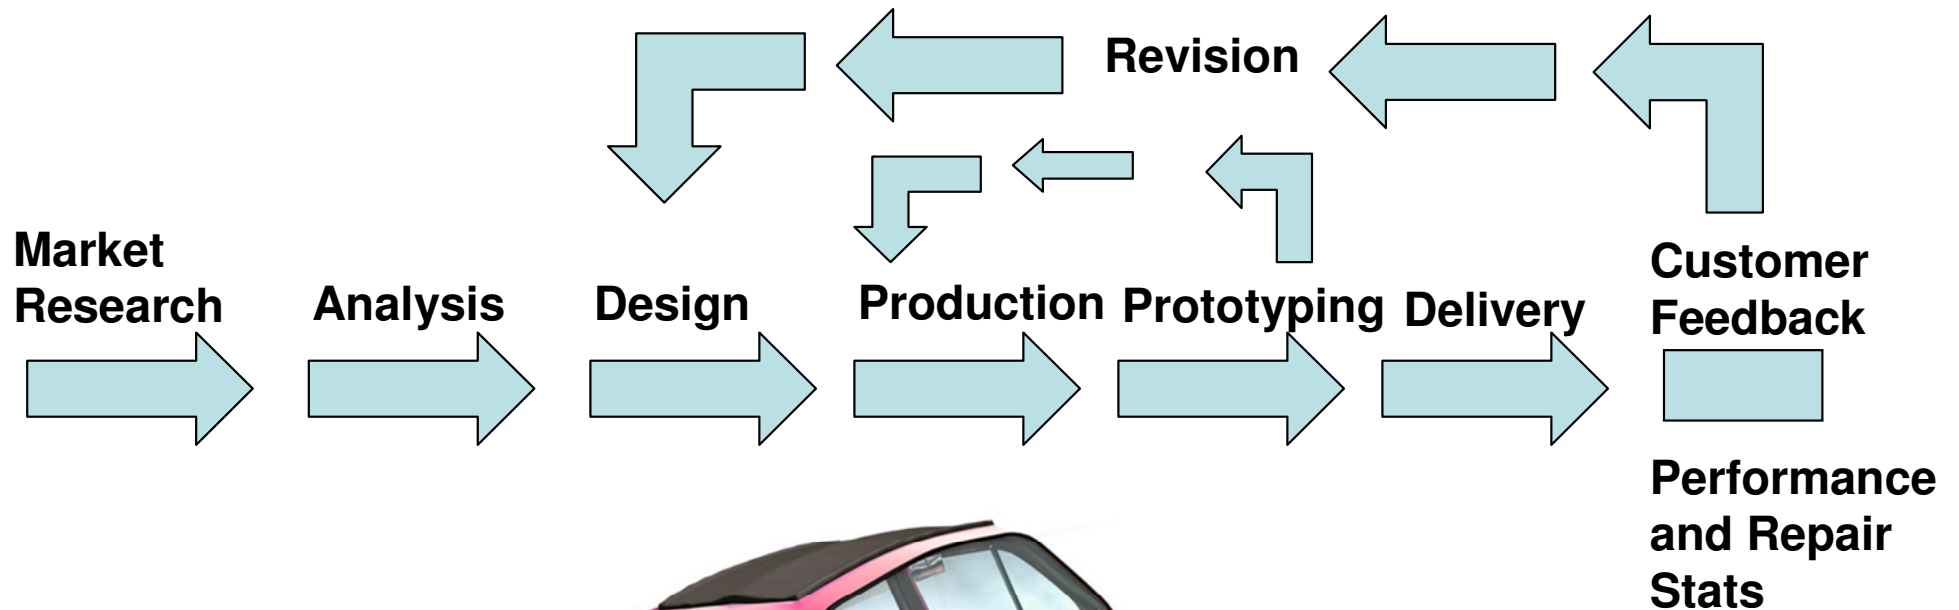 Revision
Market
Research
Analysis
Design
Production
Prototyping
Delivery
Customer
Feedback
Performance
and Repair
Stats